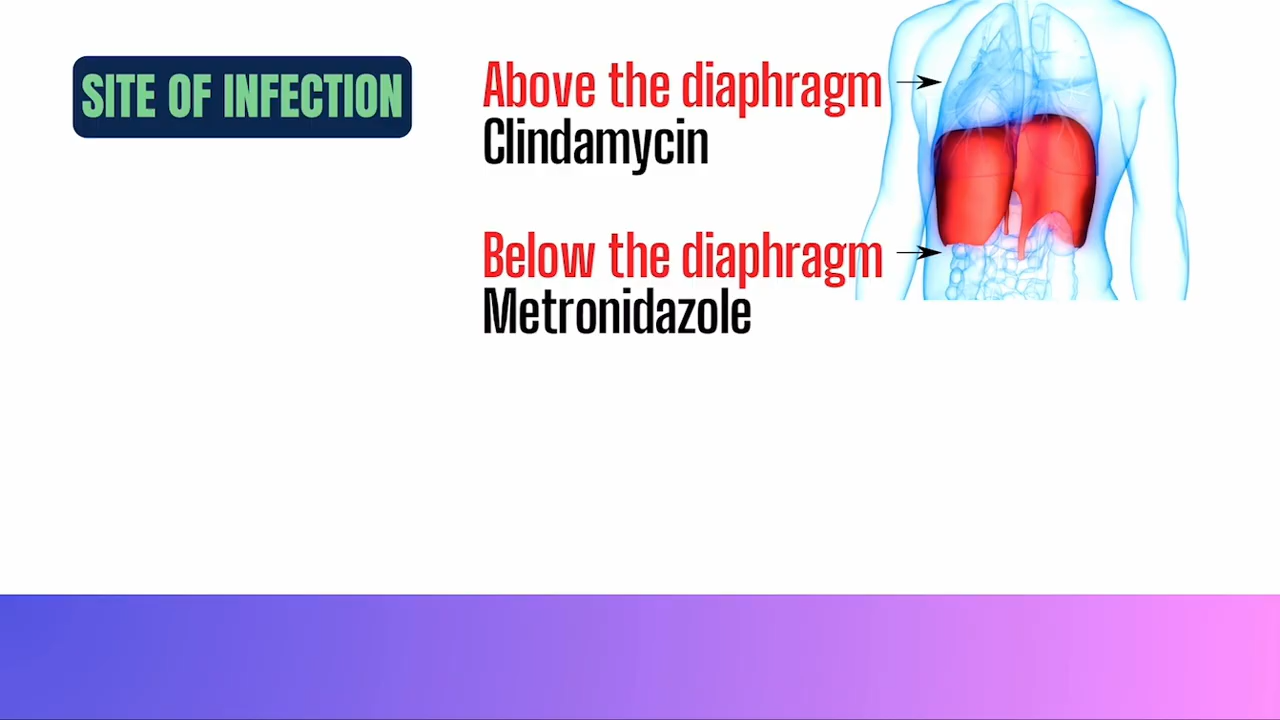 SITE OF INFECTION
Above the diaphragm
Clindamycin
Below the diaphragm
Metronidazole